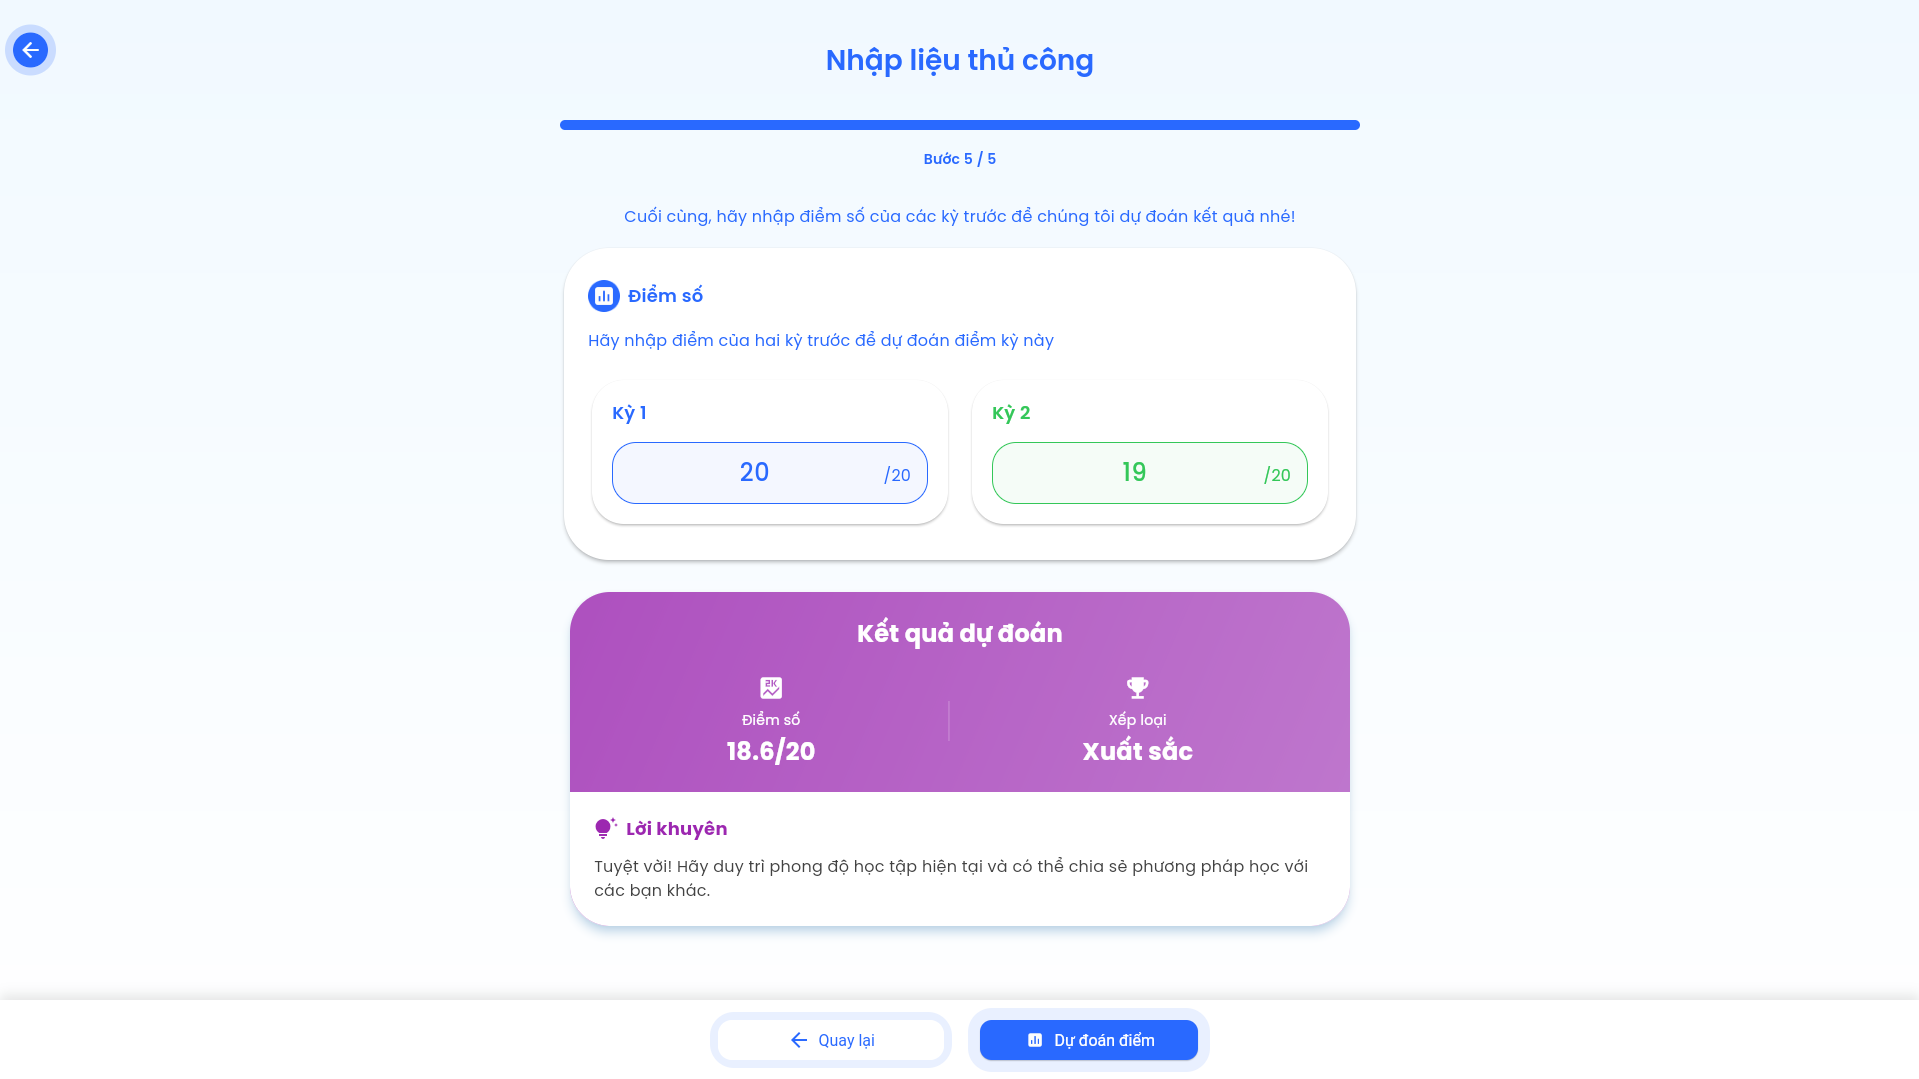 Nhập liệu thủ công
Bước 5 / 5
Cuối cùng, hãy nhập điểm số của các kỳ trước để chúng tôi dự đoán kết quả nhé!
Điểm số
Hãy nhập điểm của hai kỳ trước để dự đoán điểm kỳ này
Kỳ 1
20 /20
Kỳ 2
19 /20
Kết quả dự đoán
2K
Điểm số
18.6/20
Xếp loại
Xuất sắc
Lời khuyên
Tuyệt vời! Hãy duy trì phong độ học tập hiện tại và có thể chia sẻ phương pháp học với
các bạn khác.
Quay lại
Dự đoán điểm